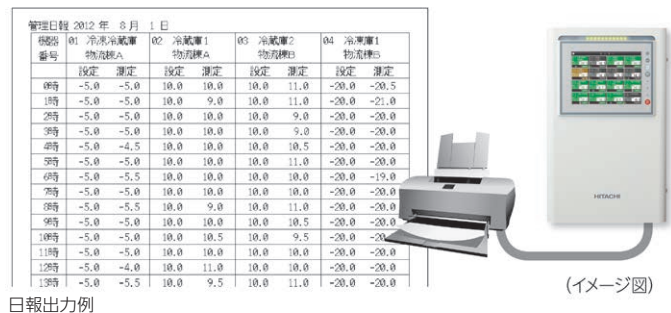 管理日報 2012 年 8 月 1 日
機器 01 冷凍冷蔵庫 02 冷蔵庫1 03 冷蔵庫2 04 冷凍庫1
番号 物流棟A 物流棟A 物流棟B 物流棟B
設定 測定 設定 測定 設定 測定 設定 測定
0時 -5.0 -5.0 10.0 10.0 10.0 11.0 -20.0 -20.5
1時 -5.0 -5.0 10.0 9.0 10.0 11.0 -20.0 -21.0
2時 -5.0 -5.0 10.0 10.0 10.0 9.0 -20.0 -20.0
3時 -5.0 -5.0 10.0 10.0 10.0 9.0 -20.0 -20.0
4時 -5.0 -4.5 10.0 10.0 10.0 10.5 -20.0 -20.0
5時 -5.0 -5.0 10.0 10.0 10.0 11.0 -20.0 -20.0
6時 -5.0 -5.5 10.0 10.0 10.0 10.0 -20.0 -19.0
7時 -5.0 -5.0 10.0 10.0 10.0 10.0 -20.0 -20.0
8時 -5.0 -5.5 10.0 9.0 10.0 11.0 -20.0
9時 -5.0 -5.0 10.0 10.0 10.0 10.5 -20.0
10時 -5.0 -5.0 10.0 10.5 10.0 9.5 -20.0
11時 -5.0 -5.0 10.0 10.0 10.0 10.0 -20.0 -20.0
12時 -5.0 -4.0 10.0 11.0 10.0 10.0 -20.0 -20.0
13時 -5.0 -5.5 10.0 9.5 10.0 11.0 -20.0 -20.0
日報出力例
HITACHI
(イメージ図)